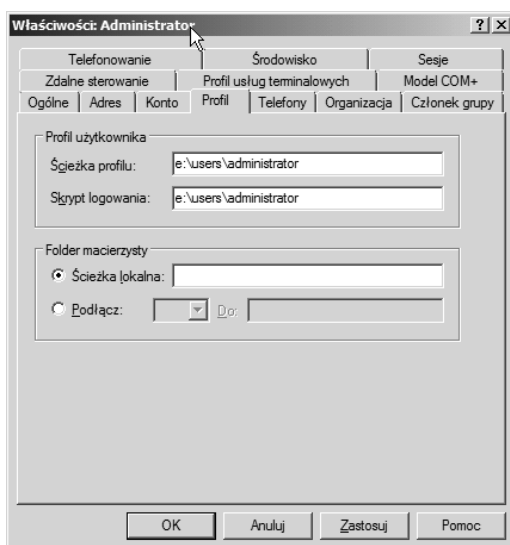 Właściwości: Administrator
Telefonowanie Środowisko Sesje
Zdalne sterowanie Profil usług terminalowych Model COM+
Ogólne Adres Konto Profil Telefony Organizacja Członek grupy
Profil użytkownika
Ścieżka profilu: e:\users\administrator
Skrypt logowania: e:\users\administrator
Folder macierzysty
Ścieżka lokalna:
Podłącz: Do:
OK Anuluj Zastosuj Pomoc